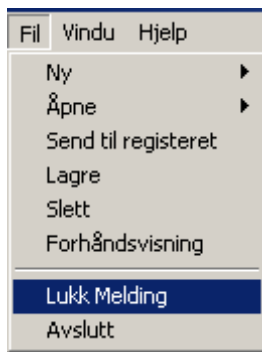 Fil Vindu Hjelp
Ny
Åpne
Send til registeret
Lagre
Slett
Forhåndsvisning
Lukk Melding
Avslutt